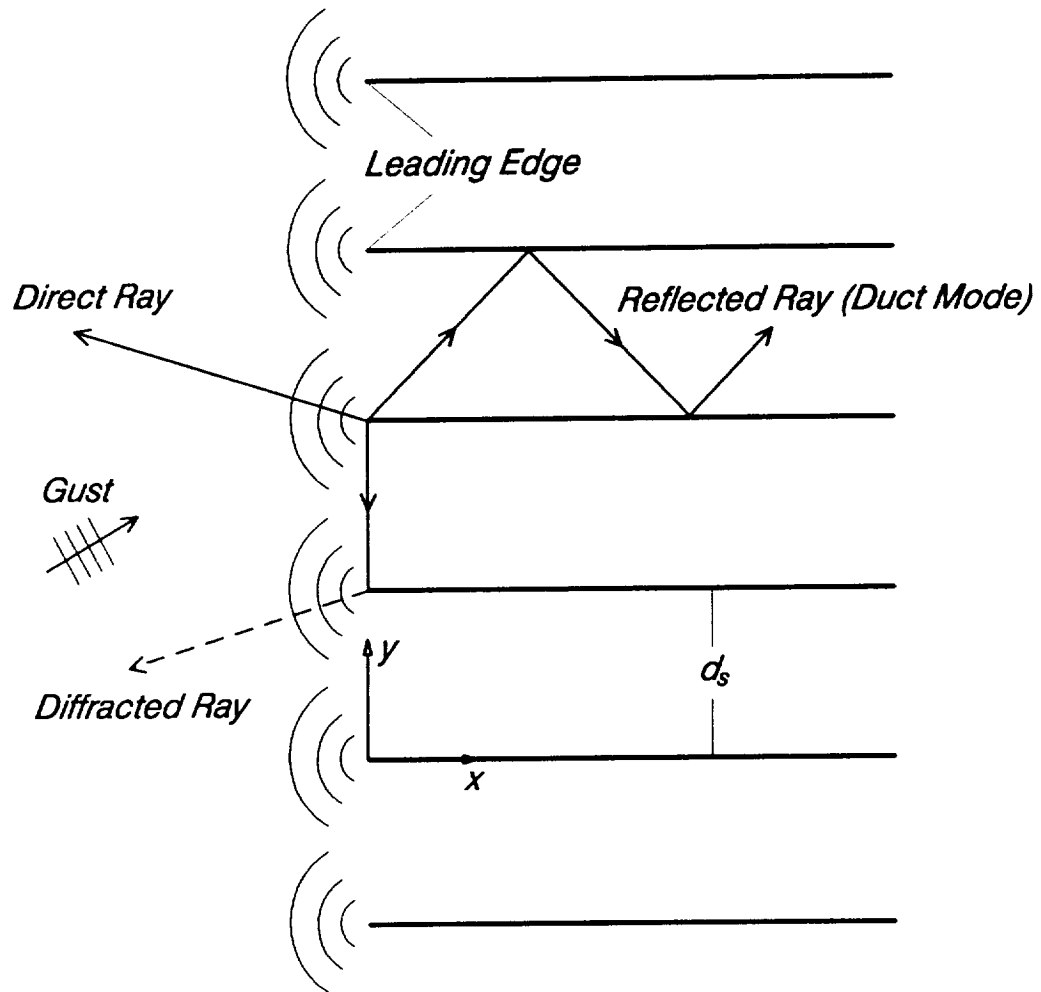 Leading Edge
Direct Ray
Reflected Ray (Duct Mode)
Gust
y
d_s
Diffracted Ray
x